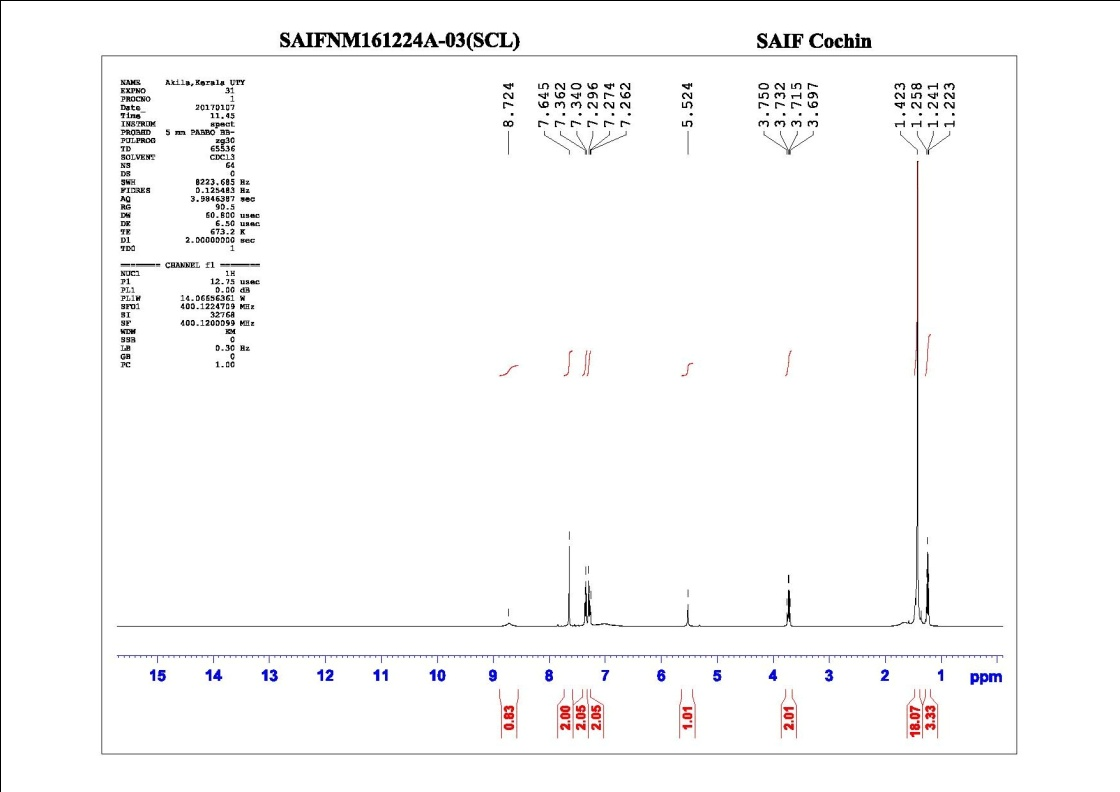 SAIFNM161224A-03(SCL) SAIF Cochin
NAME Akila,Kerala UTY
EXPNO 31
PROCNO 1
Date_ 20170107
Time 11.45
INSTRUM spect
PROBHD 5 mm PABBO BB-
PULPROG zg30
TD 65536
SOLVENT CDCl3
NS 64
DS 0
SWH 8223.685 Hz
FIDRES 0.125483 Hz
AQ 3.9846387 sec
RG 90.5
DW 60.800 usec
DE 6.50 usec
TE 673.2 K
D1 2.00000000 sec
TD0 1
======== CHANNEL f1 ========
NUC1 1H
P1 12.75 usec
PL1 0.00 dB
PL1W 14.06656361 W
SFO1 400.1224709 MHz
SI 32768
SF 400.1200099 MHz
WDW EM
SSB 0
LB 0.30 Hz
GB 0
PC 1.00
8.724
7.645
7.362
7.340
7.296
7.274
7.262
5.524
3.750
3.732
3.715
3.697
1.423
1.258
1.241
1.223
15 14 13 12 11 10 9 8 7 6 5 4 3 2 1 ppm
0.83
2.00
2.05
2.05
1.01
2.01
18.07
3.33